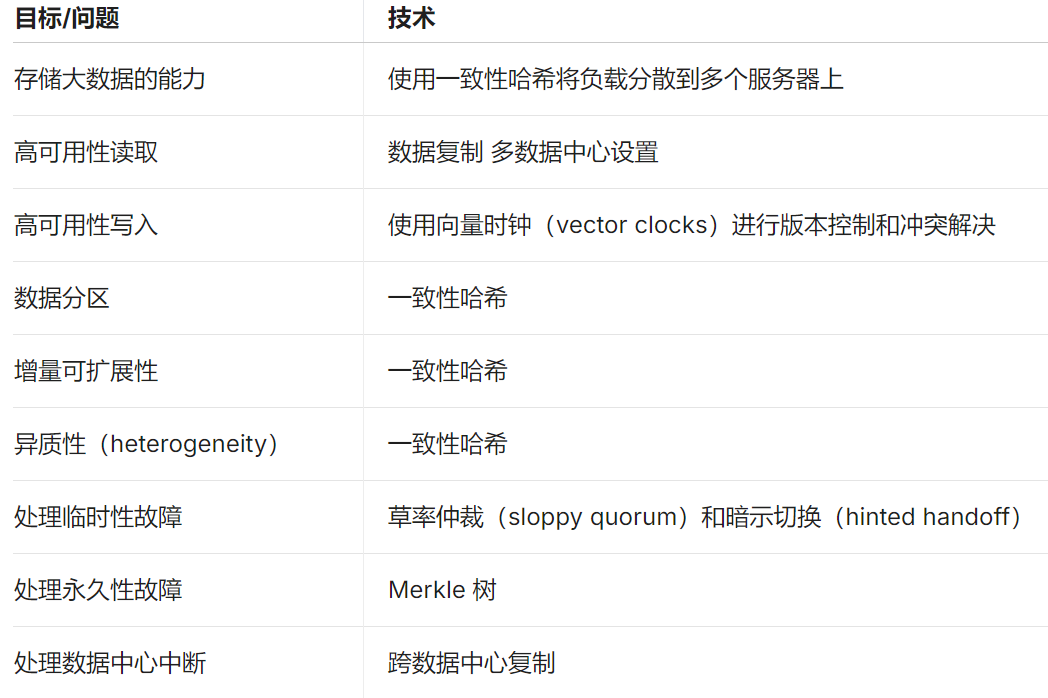 目标/问题 技术
存储大数据的能力 使用一致性哈希将负载分散到多个服务器上
高可用性读取 数据复制 多数据中心设置
高可用性写入 使用向量时钟（vector clocks）进行版本控制和冲突解决
数据分区 一致性哈希
增量可扩展性 一致性哈希
异质性（heterogeneity） 一致性哈希
处理临时性故障 草率仲裁（sloppy quorum）和暗示切换（hinted handoff）
处理永久性故障 Merkle 树
处理数据中心中断 跨数据中心复制